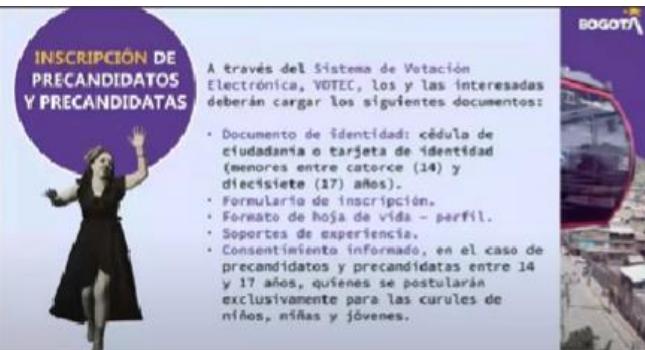 INSCRIPCIÓN DE
PRECANDIDATOS
Y PRECANDIDATAS
A través del Sistema de Votación
Electrónica, VOTEC, los y las interesadas
deberán cargar los siguientes documentos:
• Documento de identidad: cédula de
ciudadanía o tarjeta de identidad
(menores entre catorce (14) y
diecisiete (17) años).
• Formulario de inscripción.
• Formato de hoja de vida – perfil.
• Soportes de experiencia.
• Consentimiento informado, en el caso de
precandidatos y precandidatas entre 14
y 17 años, quienes se postularán
exclusivamente para las curules de
niños, niñas y jóvenes.
BOGOTÁ